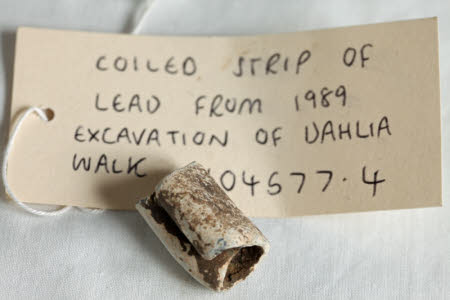 COILED STRIP OF
LEAD FROM 1989
EXCAVATION OF DAHLIA
WALK 04577.4